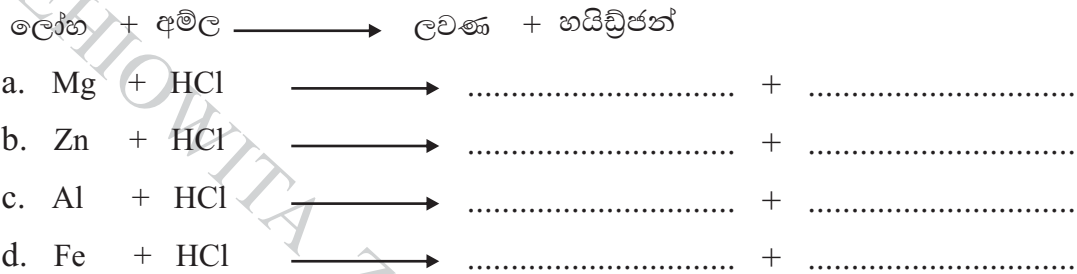 ලෝහ + අම්ල ⟶ ලවණ + හයිඩ්‍රජන්
a. Mg + HCl ⟶ .............................. + ..............................
b. Zn + HCl ⟶ .............................. + ..............................
c. Al + HCl ⟶ .............................. + ..............................
d. Fe + HCl ⟶ .............................. + ..............................